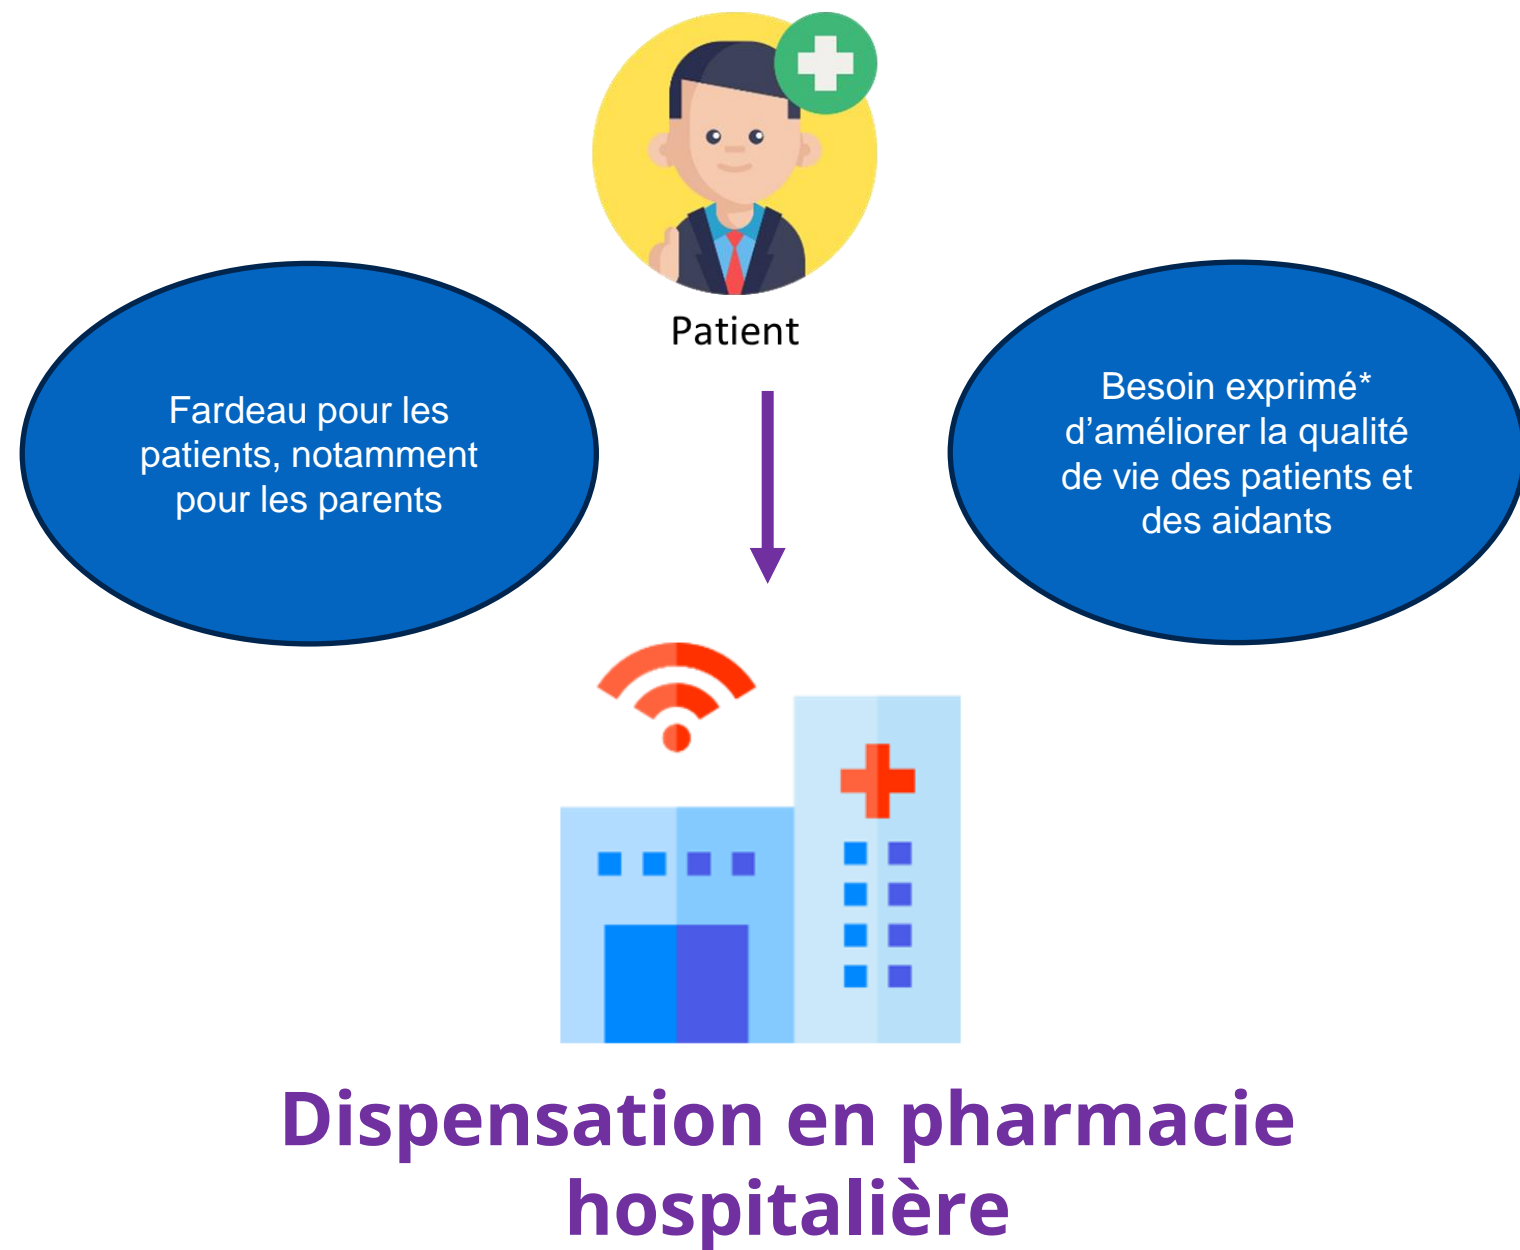 Patient
Fardeau pour les
patients, notamment
pour les parents
Besoin exprimé*
d’améliorer la qualité
de vie des patients et
des aidants
Dispensation en pharmacie
hospitalière